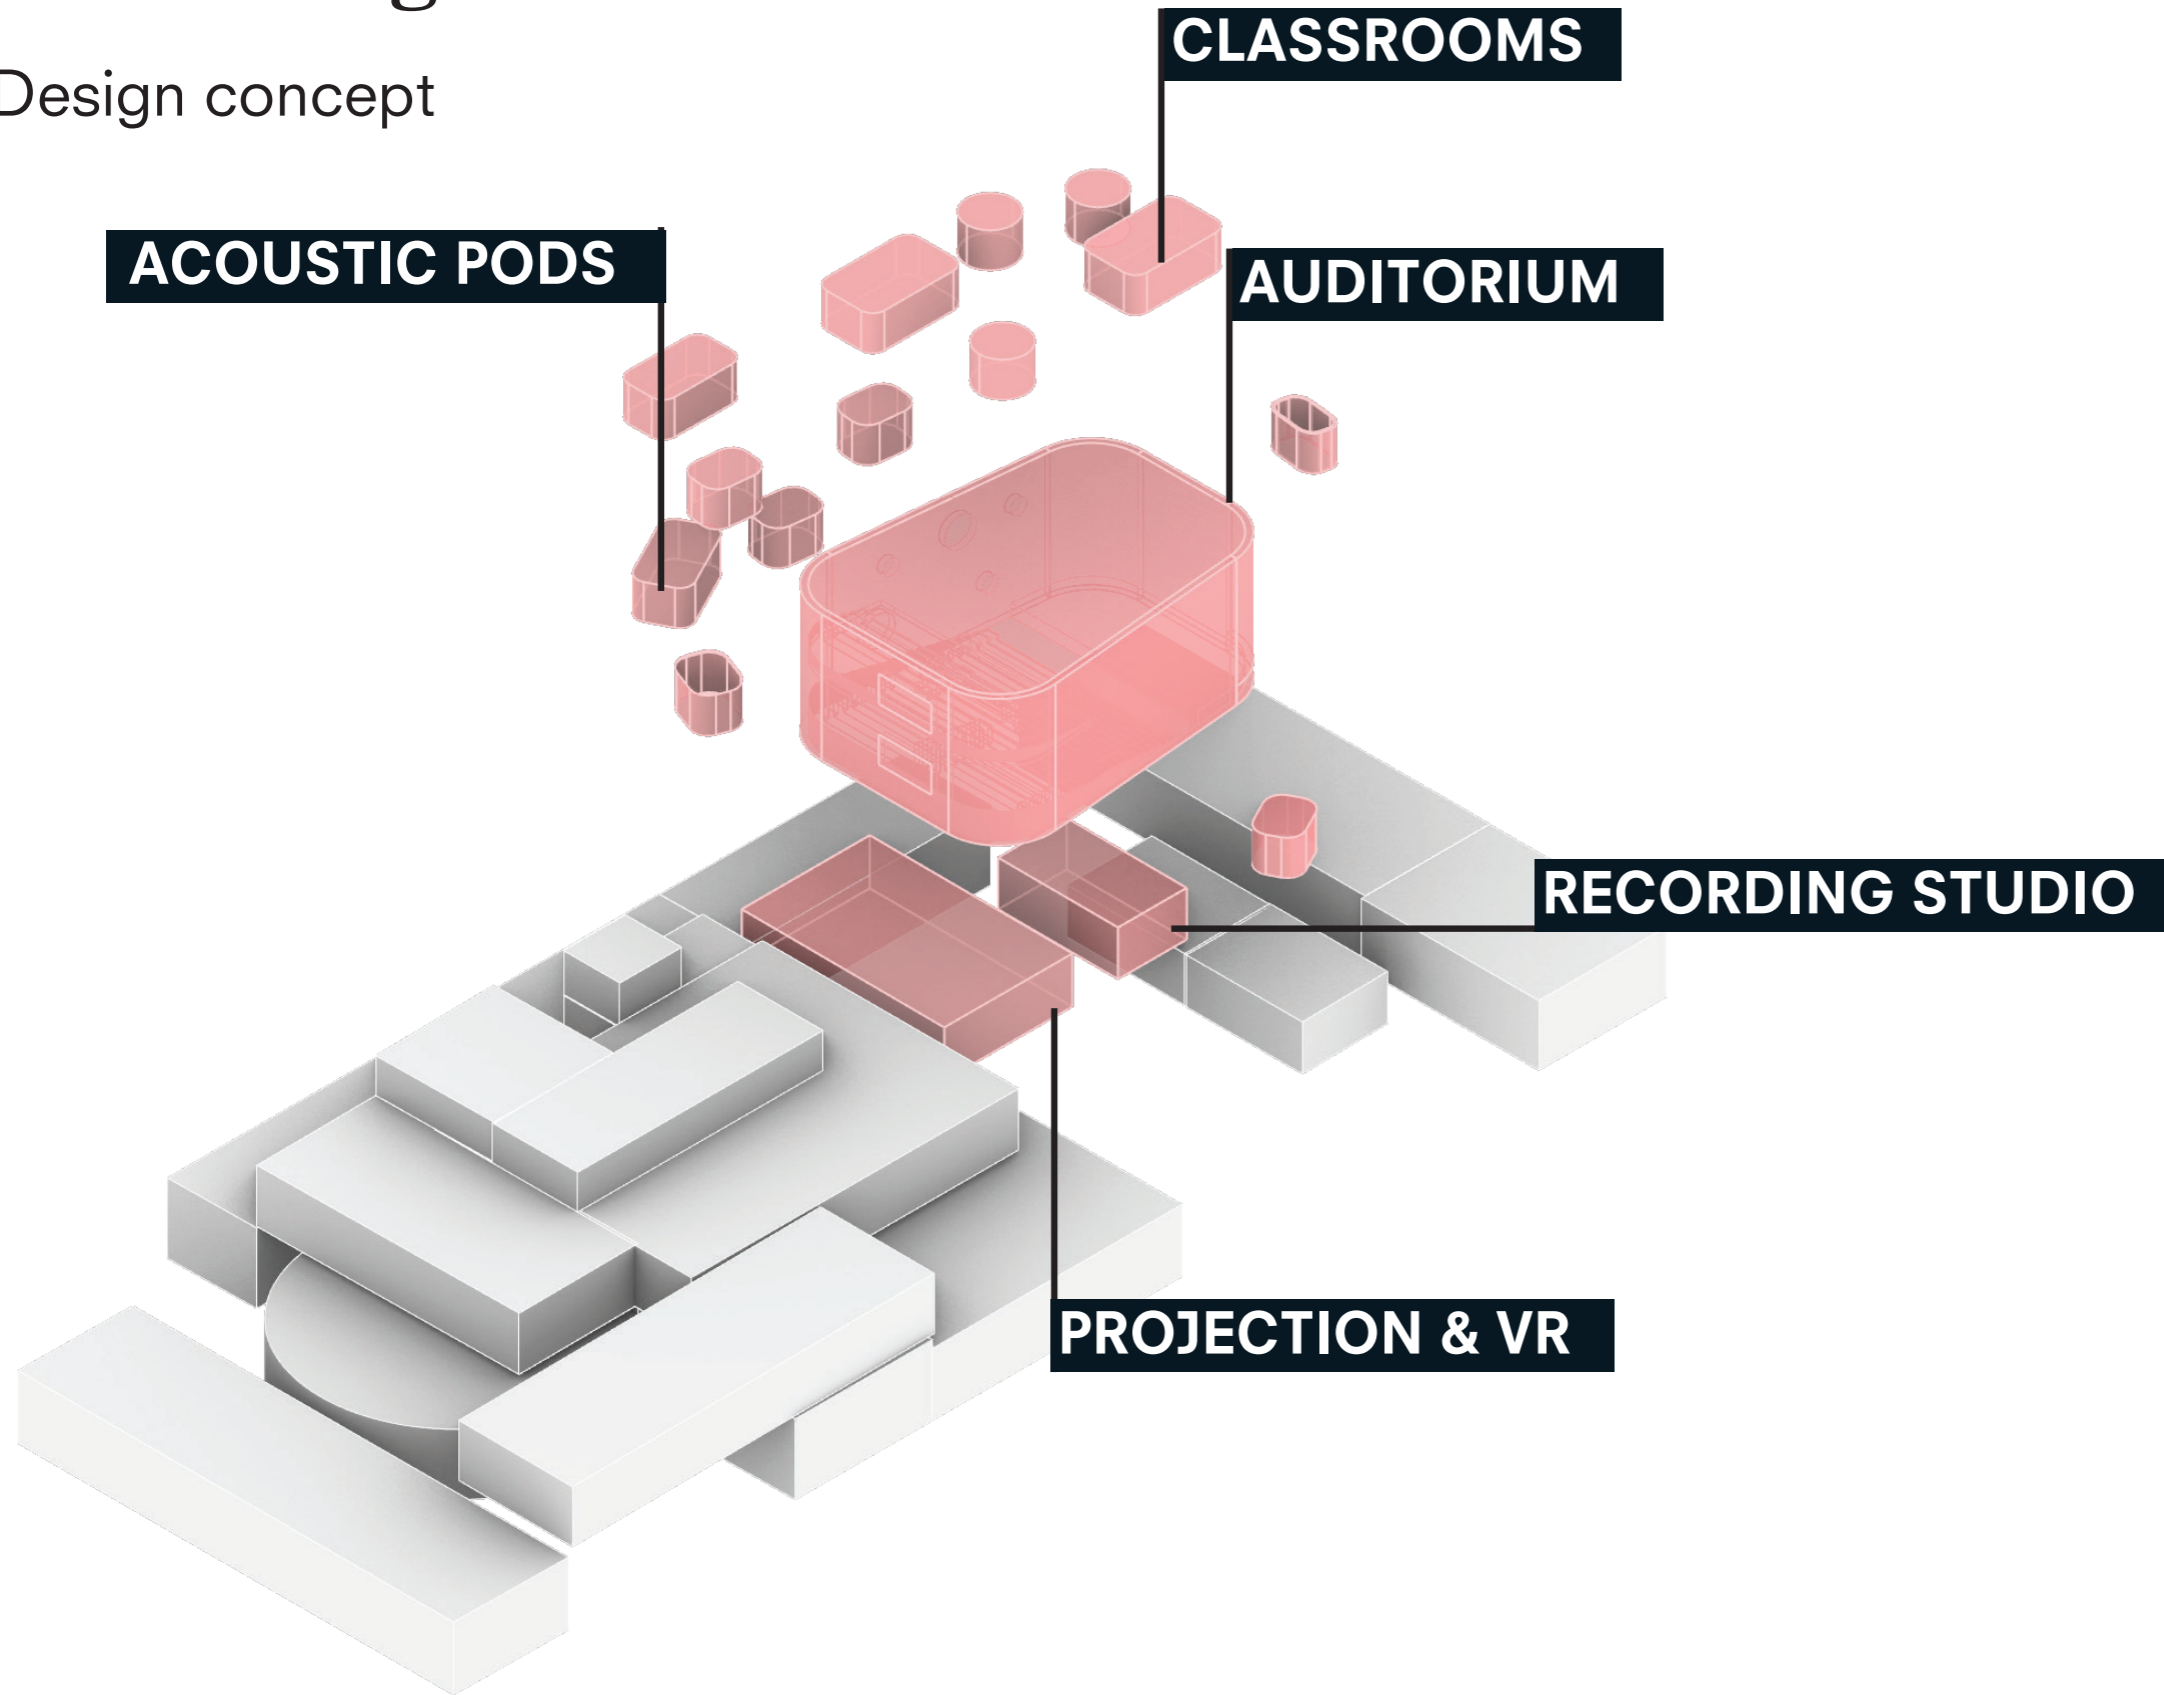 Design concept
CLASSROOMS
ACOUSTIC PODS
AUDITORIUM
RECORDING STUDIO
PROJECTION & VR